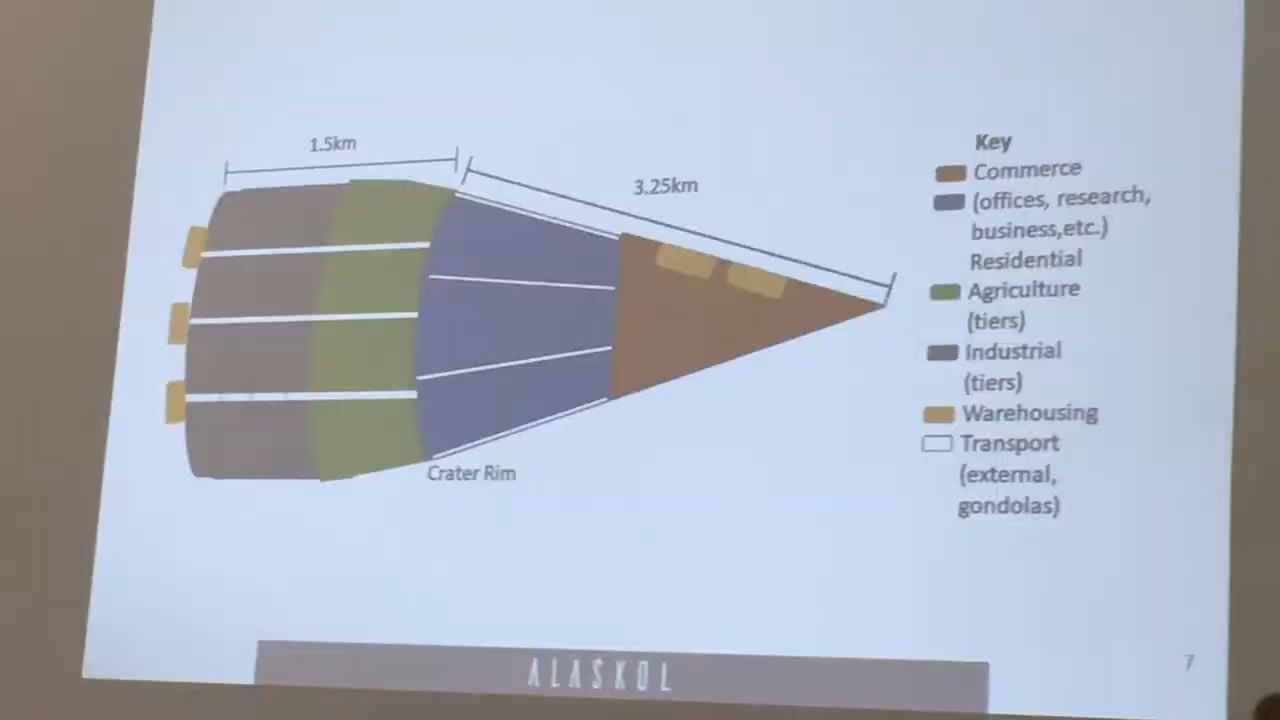 1.5km
3.25km
Crater Rim
Key
Commerce
(offices, research,
business,etc.)
Residential
Agriculture
(tiers)
Industrial
(tiers)
Warehousing
Transport
(external,
gondolas)
ALASKOL
7